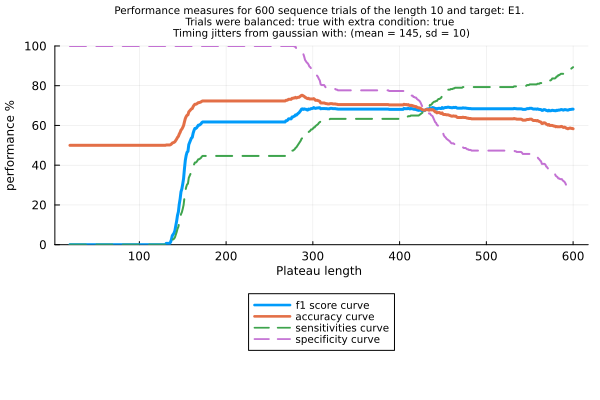 Performance measures for 600 sequence trials of the length 10 and target: E1.
Trials were balanced: true with extra condition: true
Timing jitters from gaussian with: (mean = 145, sd = 10)
100
80
60
40
20
0
performance %
100 200 300 400 500 600
Plateau length
f1 score curve
accuracy curve
sensitivities curve
specificity curve